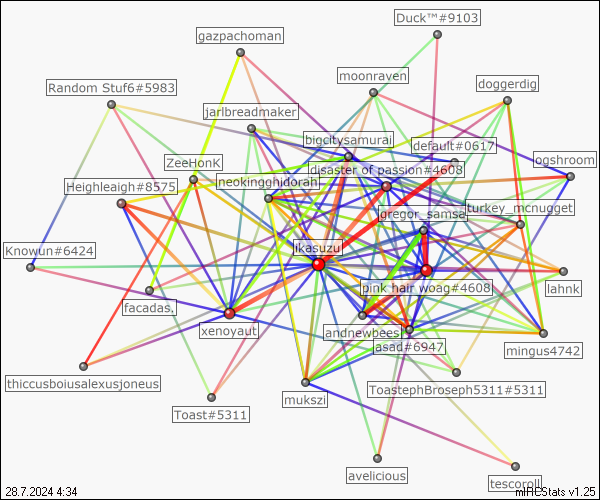 Duck™#9103
gazpachoman
moonraven
doggerdig
Random Stuf6#5983
jarlbreadmaker
bigcitysamurai
default#0617
ZeeHonK
disaster of passion#4608
ogshroom
Heighleaigh#8575
neokingghidorah
turkey_mcnugget
gregor_samsa
Knowun#6424
ikasuzu
pink hair woag#4608
lahnk
facadas,
xenoyaut
andnewbees
asad#6947
mingus4742
thiccusboiusalexusjoneus
Toast#5311
mukszi
ToastephBroseph5311#5311
avelicious
tescoroll
28.7.2024 4:34
mIRCStats v1.25